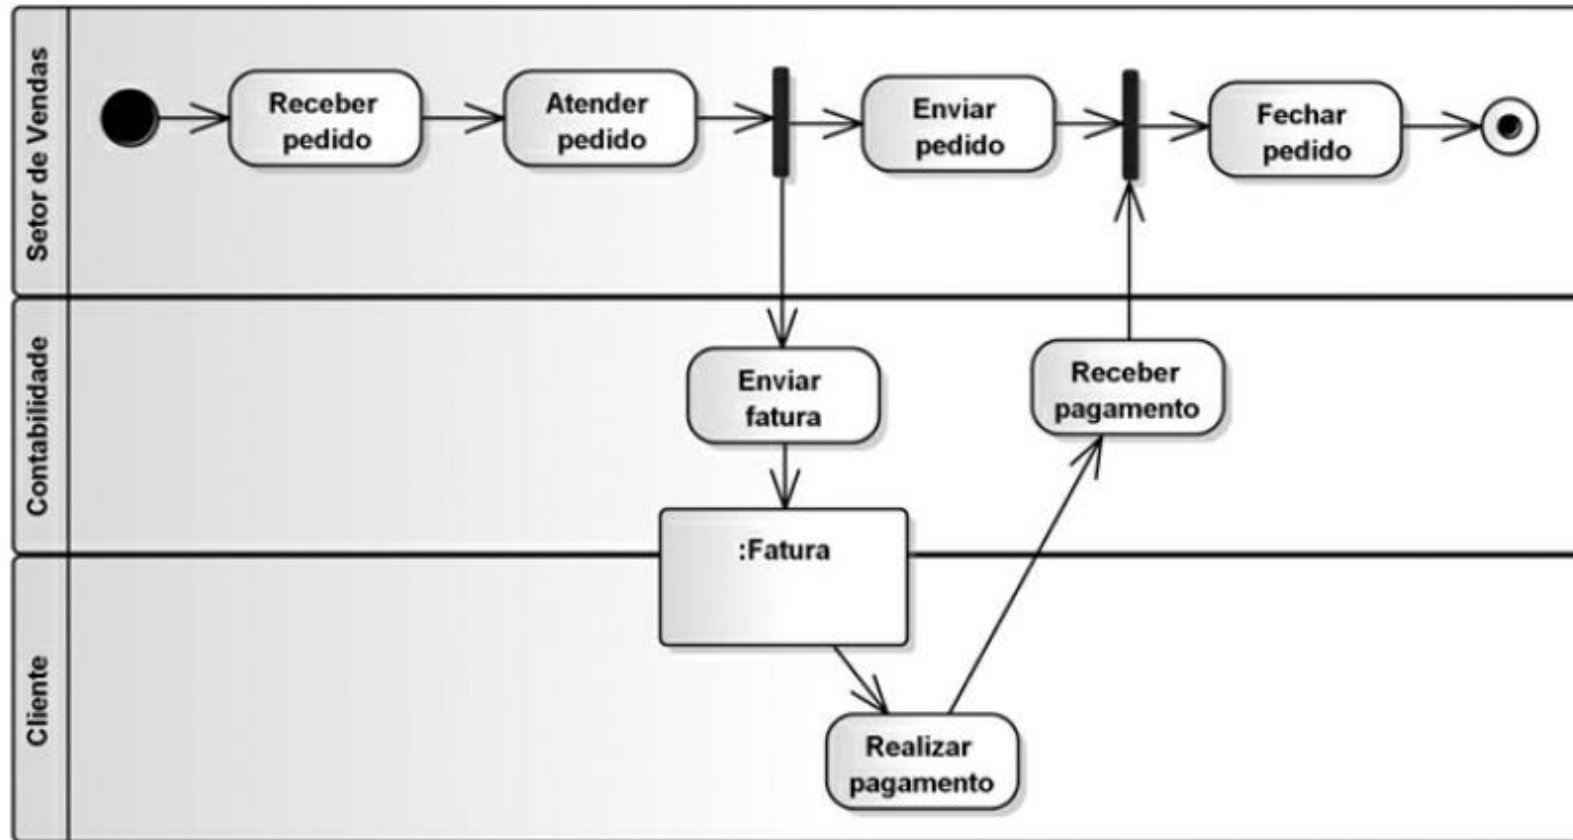 Setor de Vendas
Receber
pedido
Atender
pedido
Enviar
pedido
Fechar
pedido
Contabilidade
Enviar
fatura
Receber
pagamento
:Fatura
Cliente
Realizar
pagamento